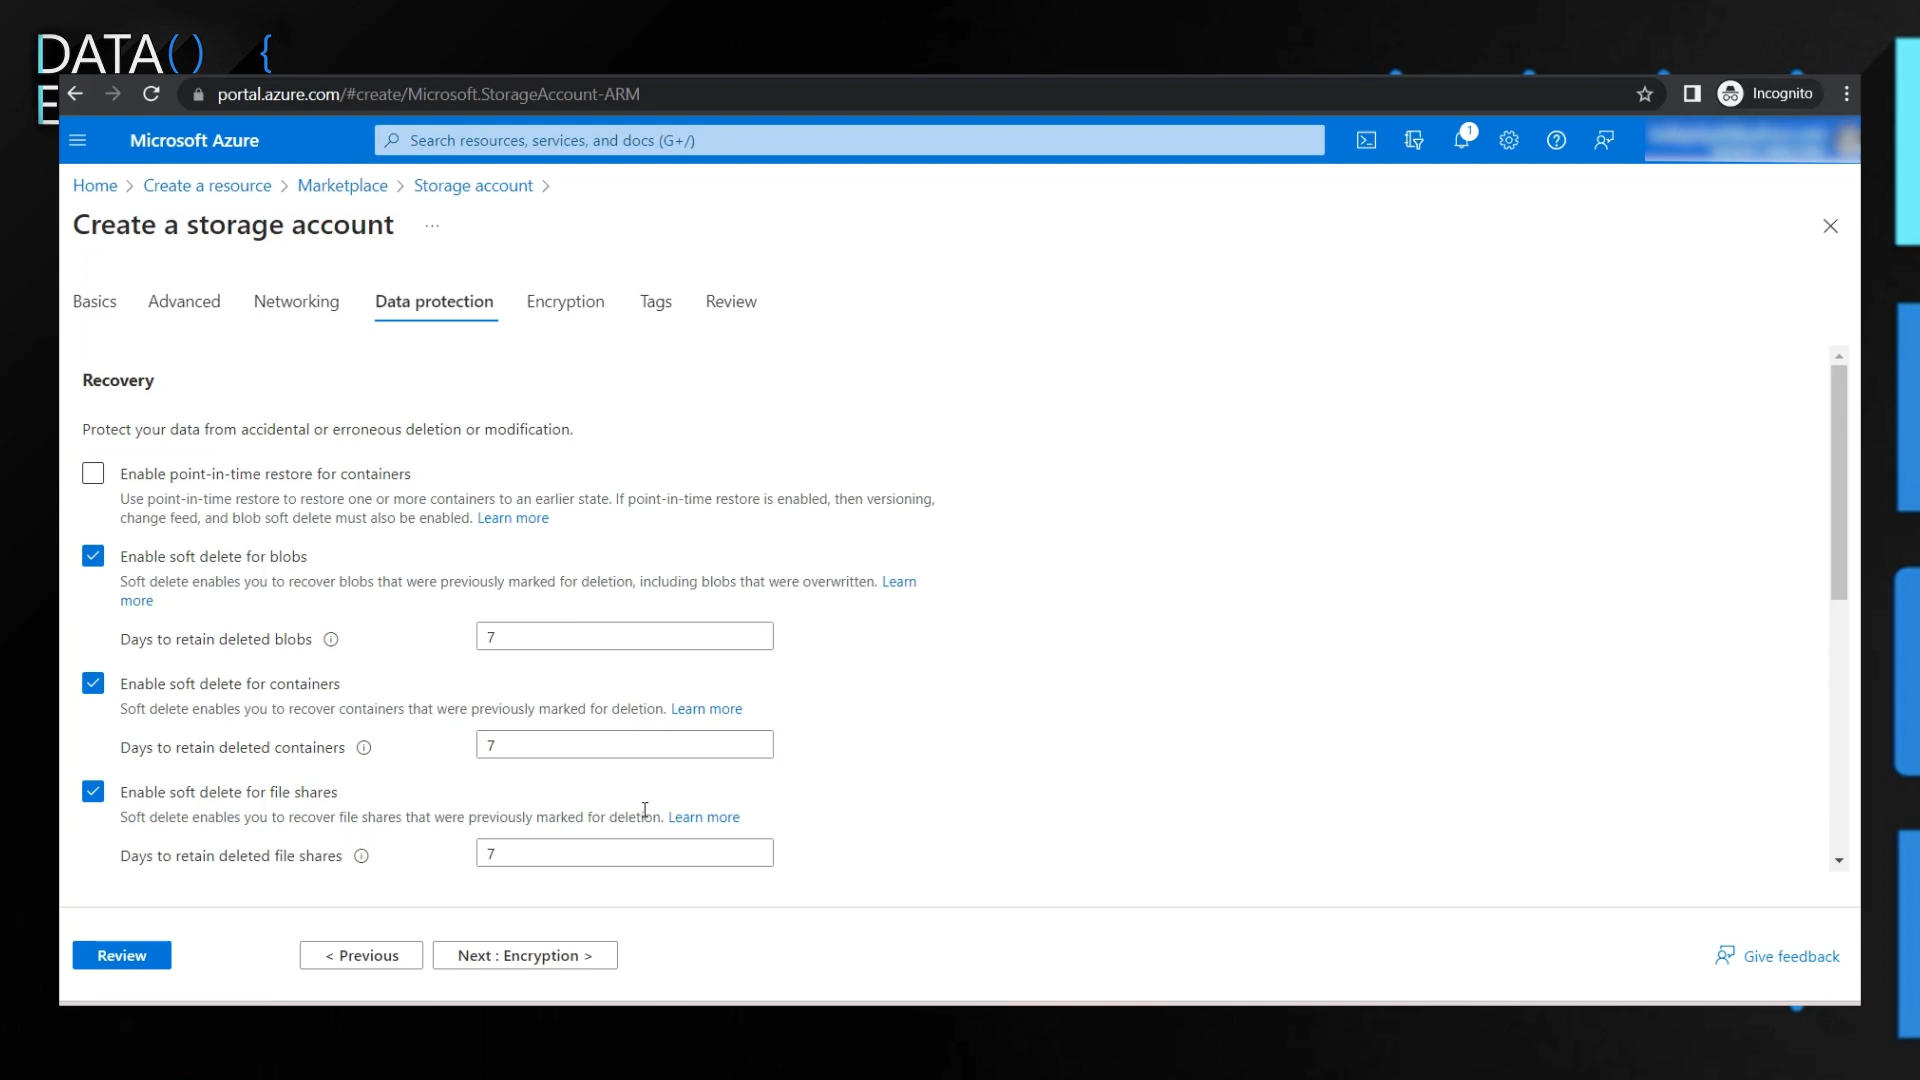 DATA() {
E
portal.azure.com/#create/Microsoft.StorageAccount-ARM
Incognito
Microsoft Azure
Search resources, services, and docs (G+/)
1
Home > Create a resource > Marketplace > Storage account >
Create a storage account ...
Basics Advanced Networking Data protection Encryption Tags Review
Recovery
Protect your data from accidental or erroneous deletion or modification.
Enable point-in-time restore for containers
Use point-in-time restore to restore one or more containers to an earlier state. If point-in-time restore is enabled, then versioning,
change feed, and blob soft delete must also be enabled. Learn more
Enable soft delete for blobs
Soft delete enables you to recover blobs that were previously marked for deletion, including blobs that were overwritten. Learn
more
Days to retain deleted blobs 7
Enable soft delete for containers
Soft delete enables you to recover containers that were previously marked for deletion. Learn more
Days to retain deleted containers 7
Enable soft delete for file shares
Soft delete enables you to recover file shares that were previously marked for deletion. Learn more
Days to retain deleted file shares 7
Review < Previous Next : Encryption > Give feedback